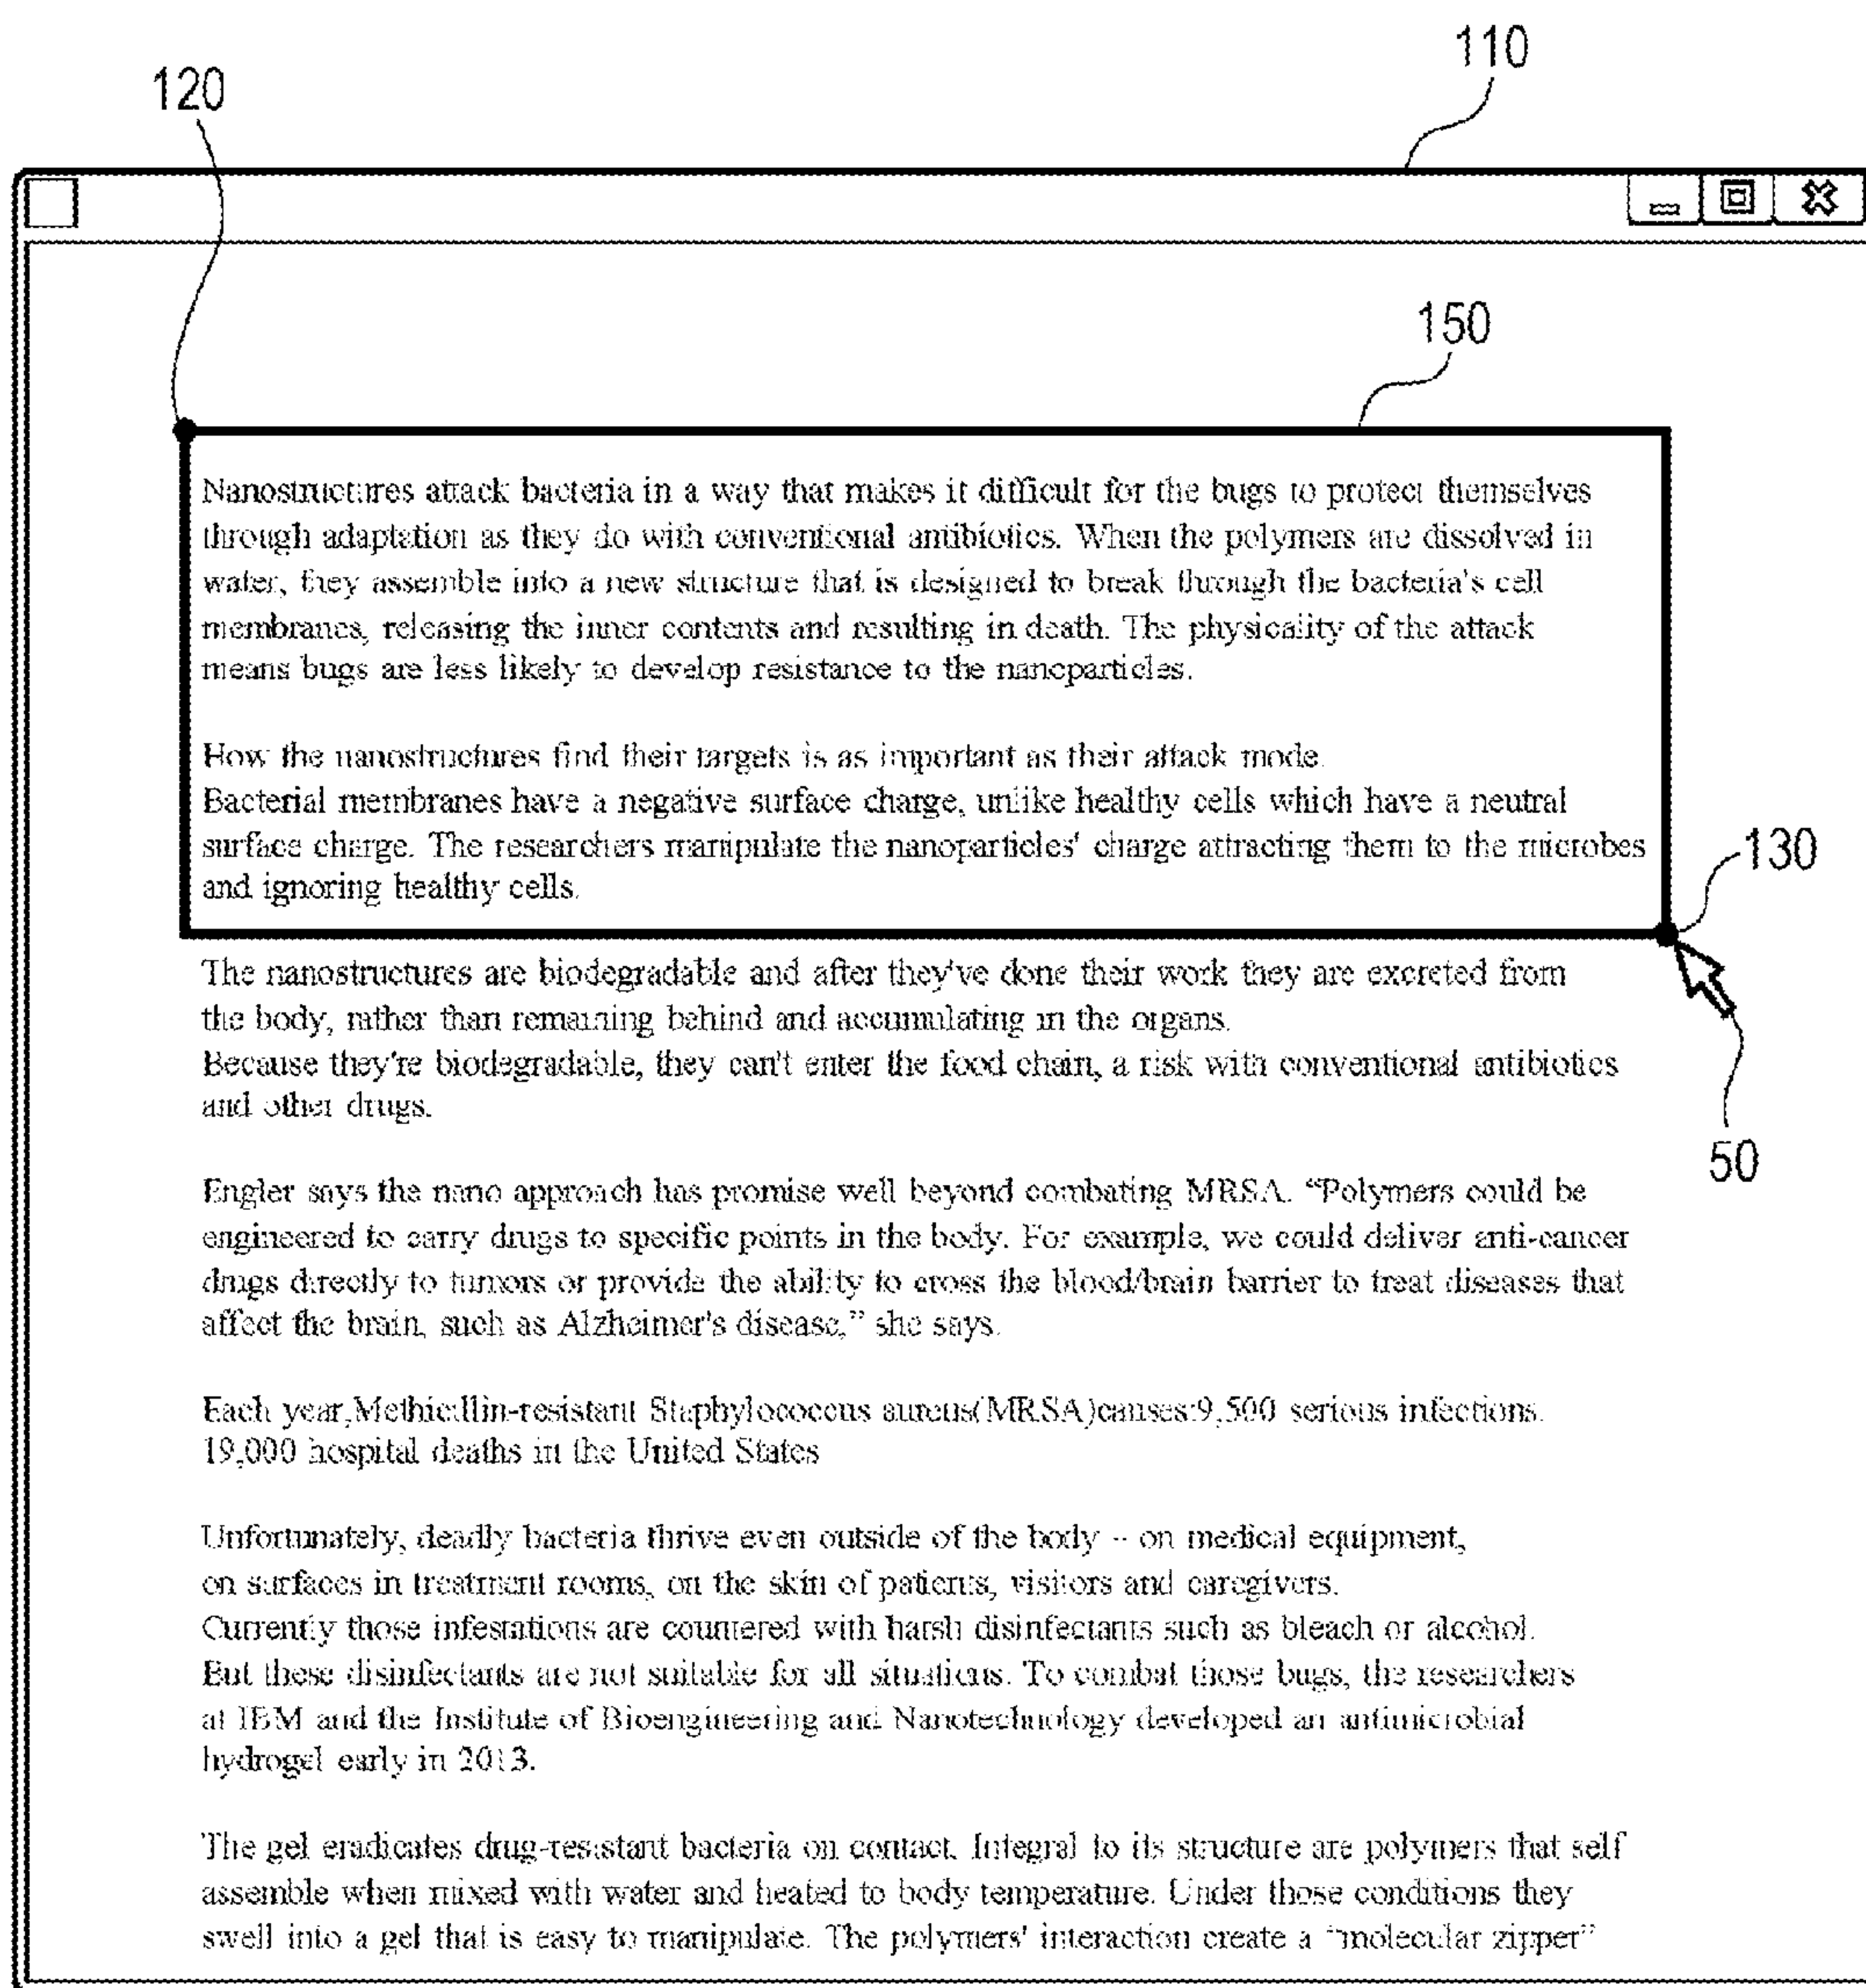 110
120
150
Nanostructures attack bacteria in a way that makes it difficult for the bugs to protect themselves
through adaptation as they do with conventional antibiotics. When the polymers are dissolved in
water, they assemble into a new structure that is designed to break through the bacteria's cell
membranes, releasing the inner contents and resulting in death. The physicality of the attack
means bugs are less likely to develop resistance to the nanoparticles.
How the nanostructures find their targets is as important as their attack mode.
Bacterial membranes have a negative surface charge, unlike healthy cells which have a neutral
surface charge. The researchers manipulate the nanoparticles' charge attracting them to the microbes
and ignoring healthy cells.
130
The nanostructures are biodegradable and after they've done their work they are excreted from
the body, rather than remaining behind and accumulating in the organs.
Because they're biodegradable, they can't enter the food chain, a risk with conventional antibiotics
and other drugs.
50
Engler says the nano approach has promise well beyond combating MRSA. “Polymers could be
engineered to carry drugs to specific points in the body. For example, we could deliver anti-cancer
drugs directly to tumors or provide the ability to cross the blood/brain barrier to treat diseases that
affect the brain, such as Alzheimer's disease,” she says.
Each year,Methicillin-resistant Staphylococcus aureus(MRSA)causes:9,500 serious infections.
19,000 hospital deaths in the United States
Unfortunately, deadly bacteria thrive even outside of the body -- on medical equipment,
on surfaces in treatment rooms, on the skin of patients, visitors and caregivers.
Currently those infestations are countered with harsh disinfectants such as bleach or alcohol.
But these disinfectants are not suitable for all situations. To combat those bugs, the researchers
at IBM and the Institute of Bioengineering and Nanotechnology developed an antimicrobial
hydrogel early in 2013.
The gel eradicates drug-resistant bacteria on contact. Integral to its structure are polymers that self
assemble when mixed with water and heated to body temperature. Under those conditions they
swell into a gel that is easy to manipulate. The polymers' interaction create a “molecular zipper”